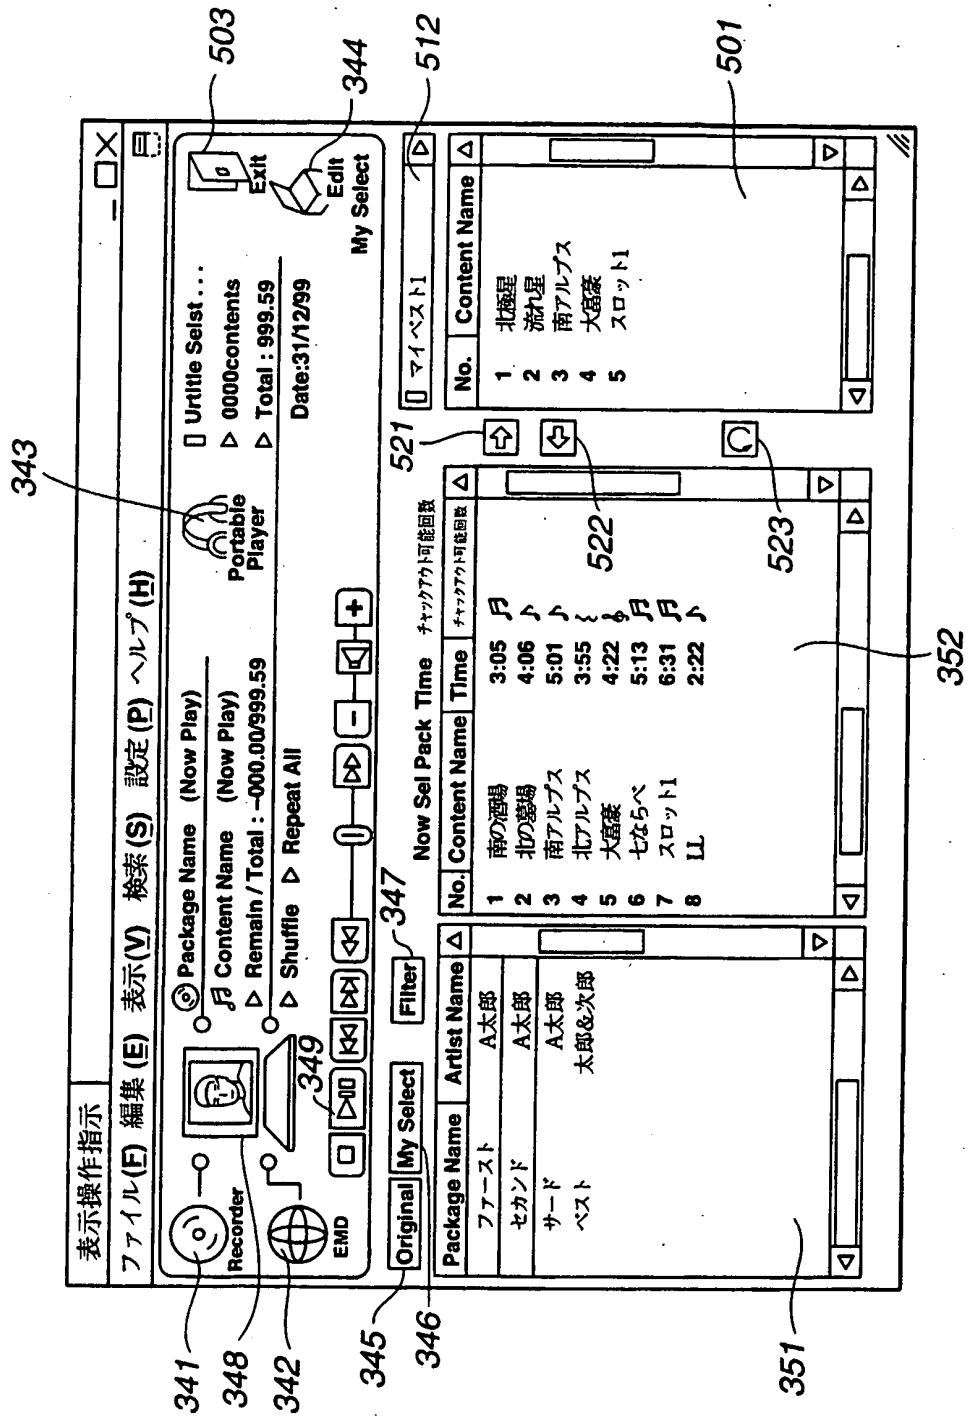 表示操作指示
ファイル(F) 編集(E) 表示(V) 検索(S) 設定(P) ヘルプ(H)
Recorder
EMD
Package Name (Now Play)
Content Name (Now Play)
▷ Remain / Total : -000.00/999.59
▷ Shuffle ▷ Repeat All
Portable
Player
Urtitle Selst ...
▷ 0000contents
▷ Total : 999.59
Date:31/12/99
Exit
Edit
My Select
Original
My Select
Filter
Now Sel Pack Time チャックアウト可能回数
マイベスト1
Package Name Artist Name
ファースト A太郎
セカンド A太郎
サード A太郎
ベスト 太郎&次郎
No. Content Name Time チャックアウト可能回数
1 南の酒場 3:05
2 北の墓場 4:06
3 南アルプス 5:01
4 北アルプス 3:55
5 大富豪 4:22
6 七ならべ 5:13
7 スロット1 6:31
8 LL 2:22
No. Content Name
1 北極星
2 流れ星
3 南アルプス
4 大富豪
5 スロット1
341
348
342
345
346
351
349
347
343
352
521
522
523
503
344
512
501